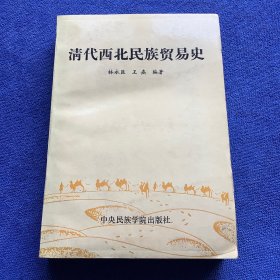 清代西北民族贸易史
林永匡 王熹 编著
中央民族学院出版社